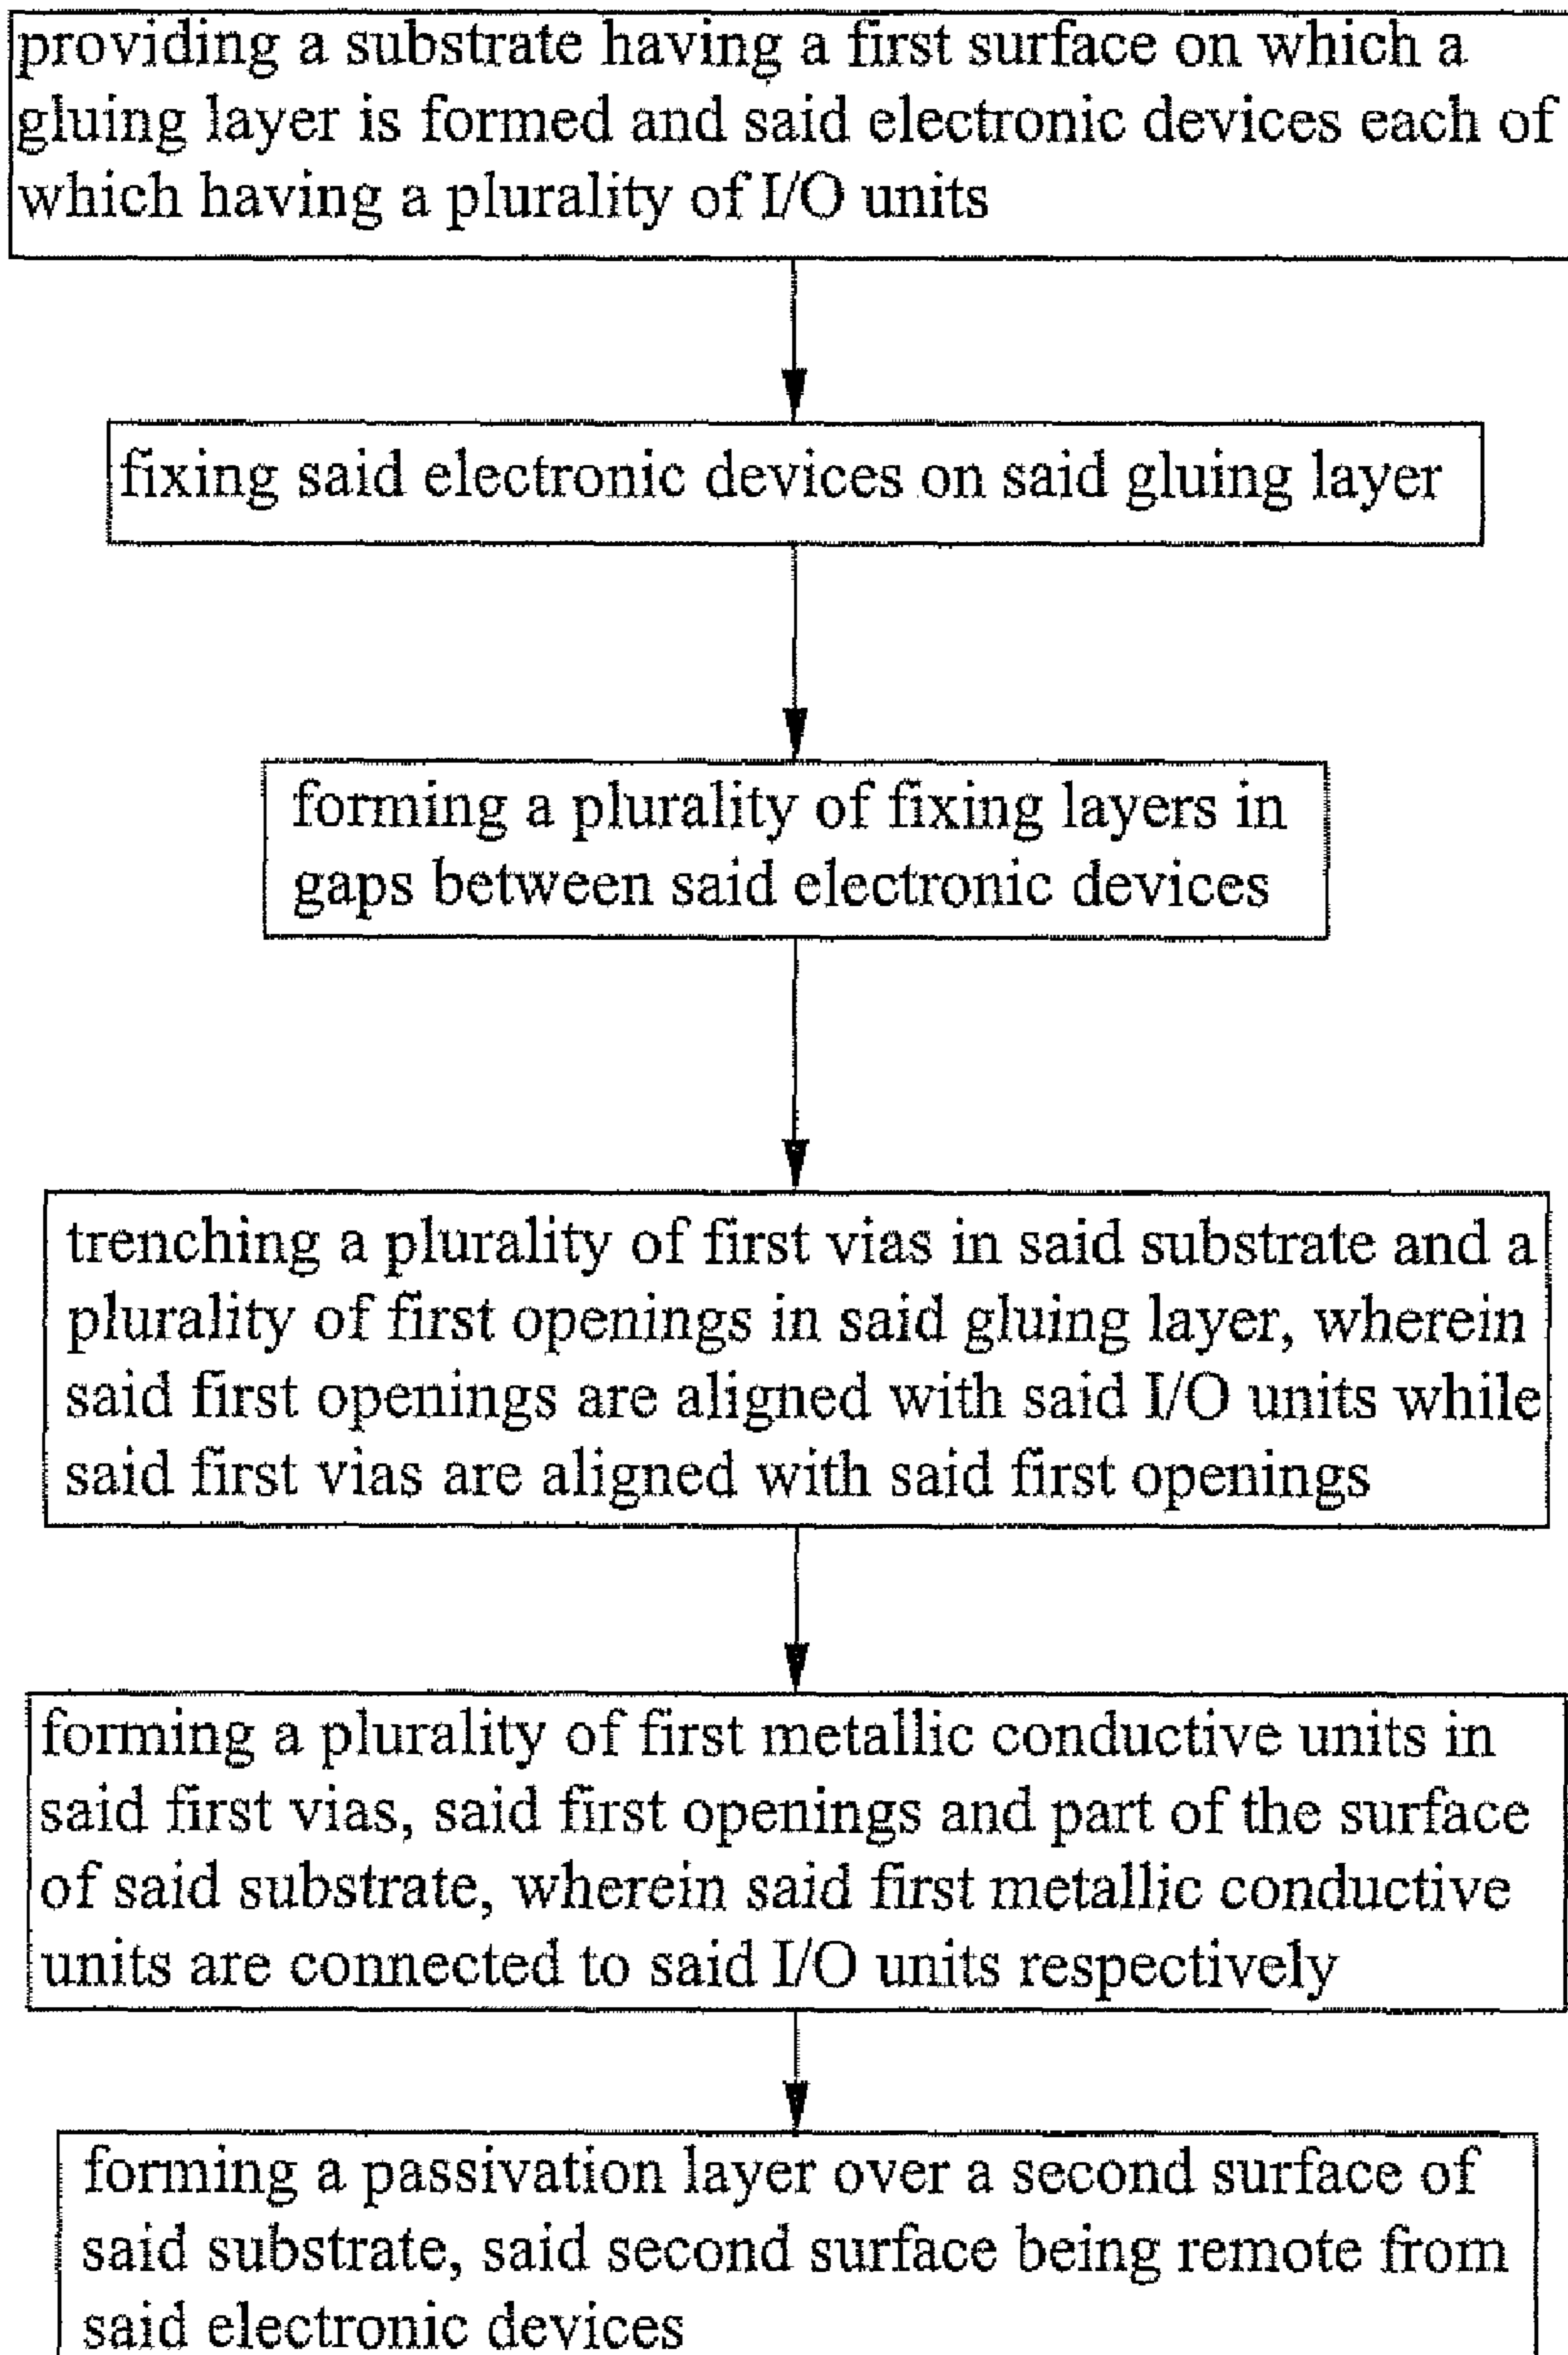 providing a substrate having a first surface on which a
gluing layer is formed and said electronic devices each of
which having a plurality of I/O units
fixing said electronic devices on said gluing layer
forming a plurality of fixing layers in
gaps between said electronic devices
trenching a plurality of first vias in said substrate and a
plurality of first openings in said gluing layer, wherein
said first openings are aligned with said I/O units while
said first vias are aligned with said first openings
forming a plurality of first metallic conductive units in
said first vias, said first openings and part of the surface
of said substrate, wherein said first metallic conductive
units are connected to said I/O units respectively
forming a passivation layer over a second surface of
said substrate, said second surface being remote from
said electronic devices